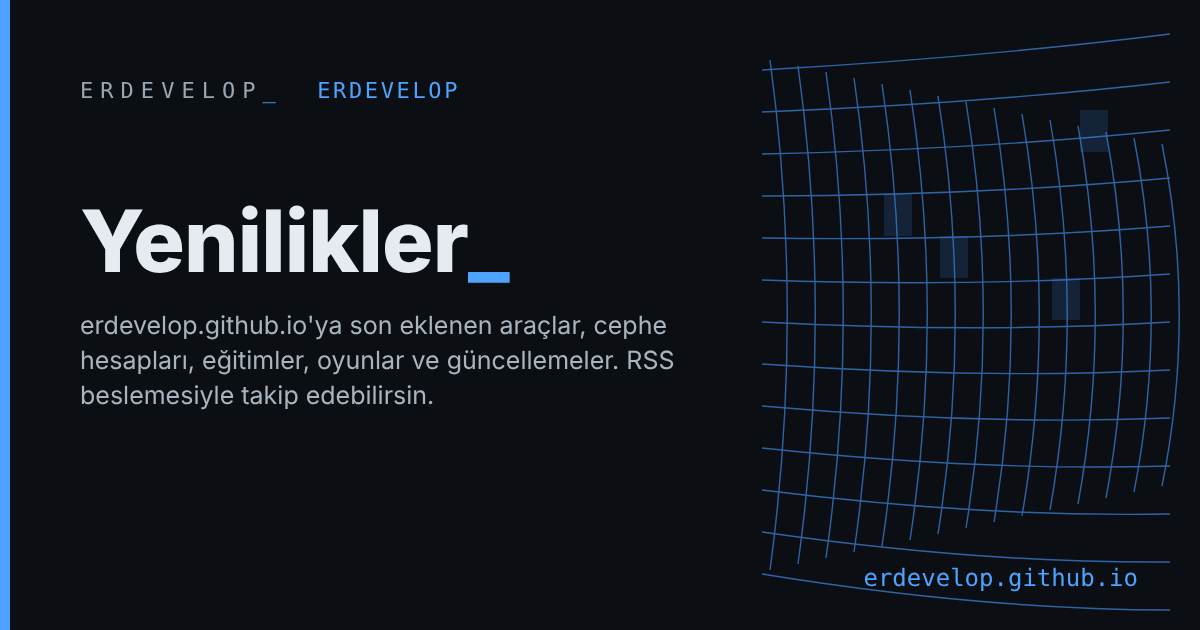 ERDEVELOP_ ERDEVELOP
Yenilikler_
erdevelop.github.io'ya son eklenen araçlar, cephe
hesapları, eğitimler, oyunlar ve güncellemeler. RSS
beslemesiyle takip edebilirsin.
erdevelop.github.io